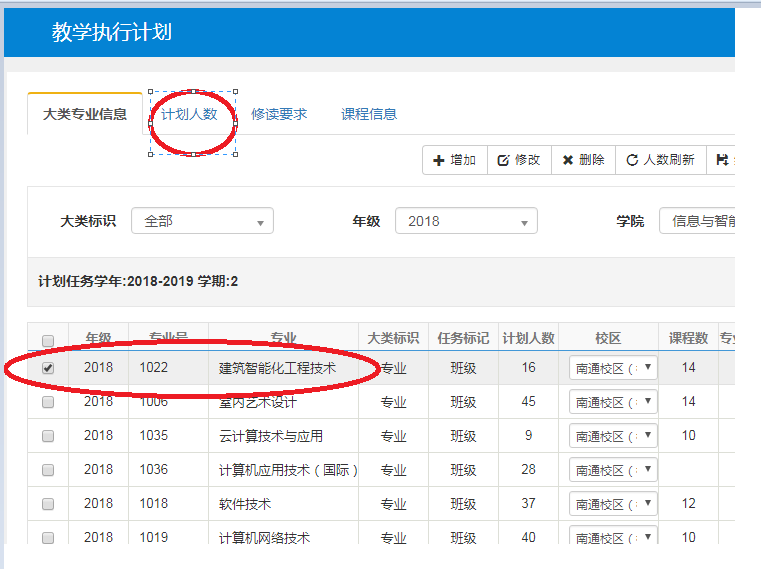 教学执行计划
大类专业信息 计划人数 修读要求 课程信息
增加 修改 删除 人数刷新
大类标识 全部 年级 2018 学院 信息与智能
计划任务学年:2018-2019 学期:2
年级 专业号 专业 大类标识 任务标记 计划人数 校区 课程数 专
2018 1022 建筑智能化工程技术 专业 班级 16 南通校区（ 14
2018 1006 室内艺术设计 专业 班级 45 南通校区（ 14
2018 1035 云计算技术与应用 专业 班级 9 南通校区（ 10
2018 1036 计算机应用技术（国际） 专业 班级 28 南通校区（
2018 1018 软件技术 专业 班级 37 南通校区（ 12
2018 1019 计算机网络技术 专业 班级 40 南通校区（ 10